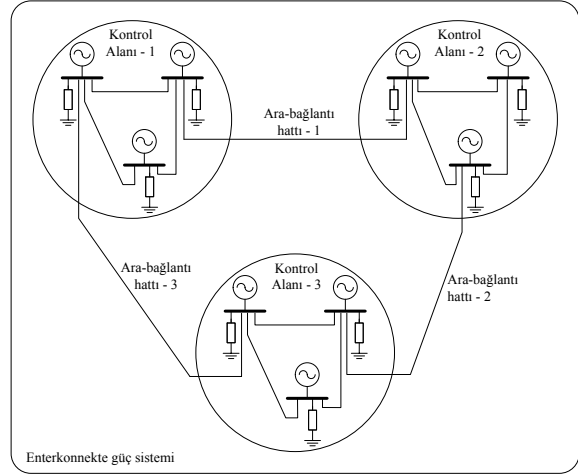 Kontrol
Alanı - 1
Kontrol
Alanı - 2
Ara-bağlantı
hattı - 1
Ara-bağlantı
hattı - 3
Kontrol
Alanı - 3
Ara-bağlantı
hattı - 2
Enterkonnekte güç sistemi